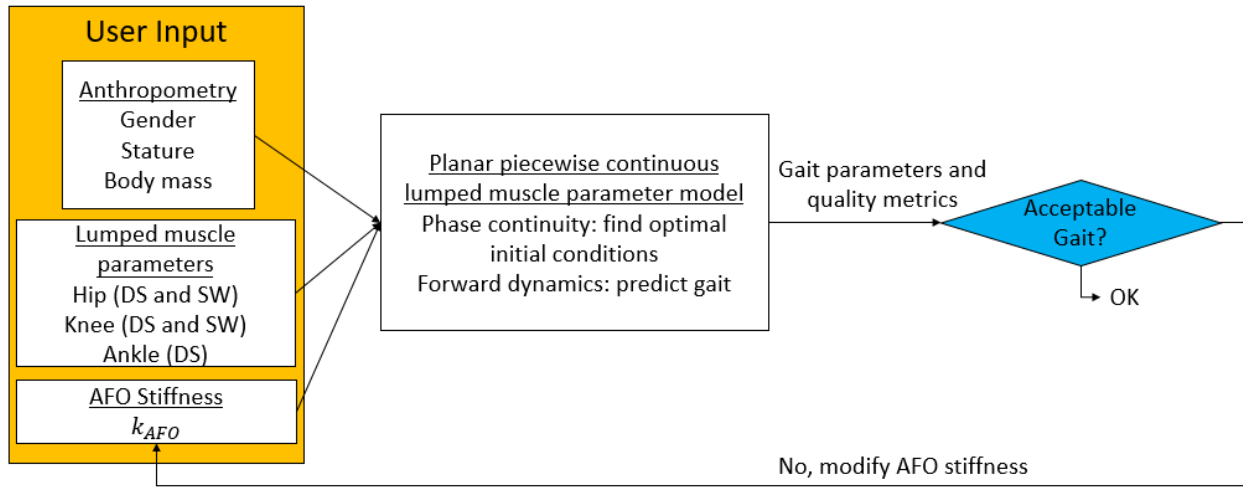 User Input
Anthropometry
Gender
Stature
Body mass
Lumped muscle
parameters
Hip (DS and SW)
Knee (DS and SW)
Ankle (DS)
AFO Stiffness
k_AFO
Planar piecewise continuous
lumped muscle parameter model
Phase continuity: find optimal
initial conditions
Forward dynamics: predict gait
Gait parameters and
quality metrics
Acceptable
Gait?
OK
No, modify AFO stiffness